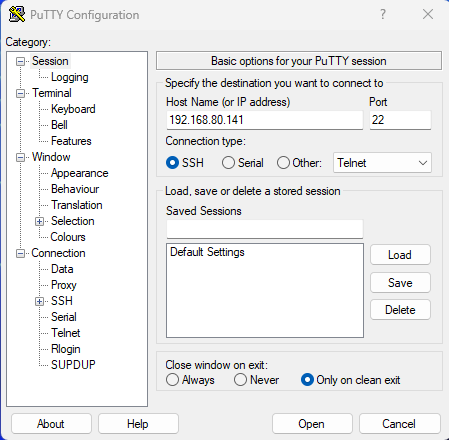 PuTTY Configuration
?
Category:
Session
Logging
Terminal
Keyboard
Bell
Features
Window
Appearance
Behaviour
Translation
Selection
Colours
Connection
Data
Proxy
SSH
Serial
Telnet
Rlogin
SUPDUP
Basic options for your PuTTY session
Specify the destination you want to connect to
Host Name (or IP address) Port
192.168.80.141 22
Connection type:
SSH Serial Other: Telnet
Load, save or delete a stored session
Saved Sessions
Default Settings
Load
Save
Delete
Close window on exit:
Always Never Only on clean exit
About Help Open Cancel